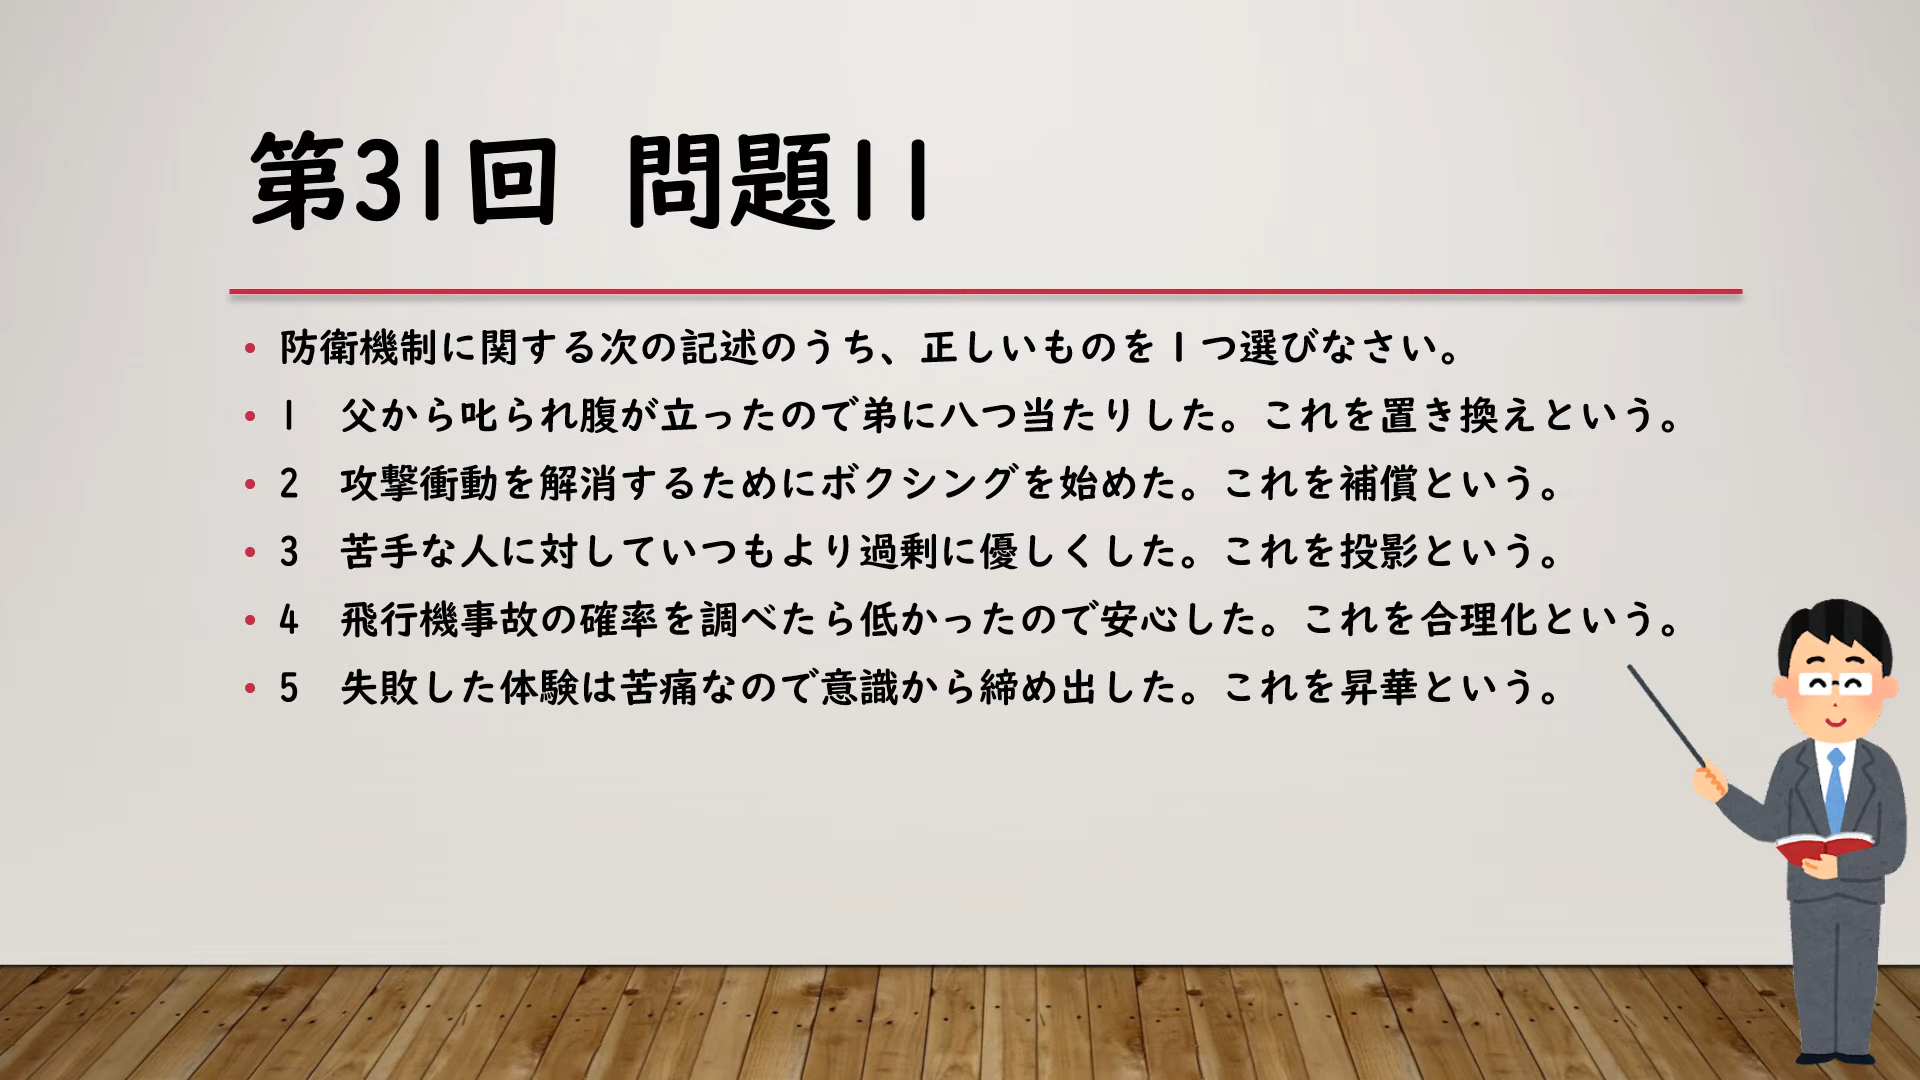 第31回 問題11
• 防衛機制に関する次の記述のうち、正しいものを1つ選びなさい。
• 1　父から叱られ腹が立ったので弟に八つ当たりした。これを置き換えという。
• 2　攻撃衝動を解消するためにボクシングを始めた。これを補償という。
• 3　苦手な人に対していつもより過剰に優しくした。これを投影という。
• 4　飛行機事故の確率を調べたら低かったので安心した。これを合理化という。
• 5　失敗した体験は苦痛なので意識から締め出した。これを昇華という。